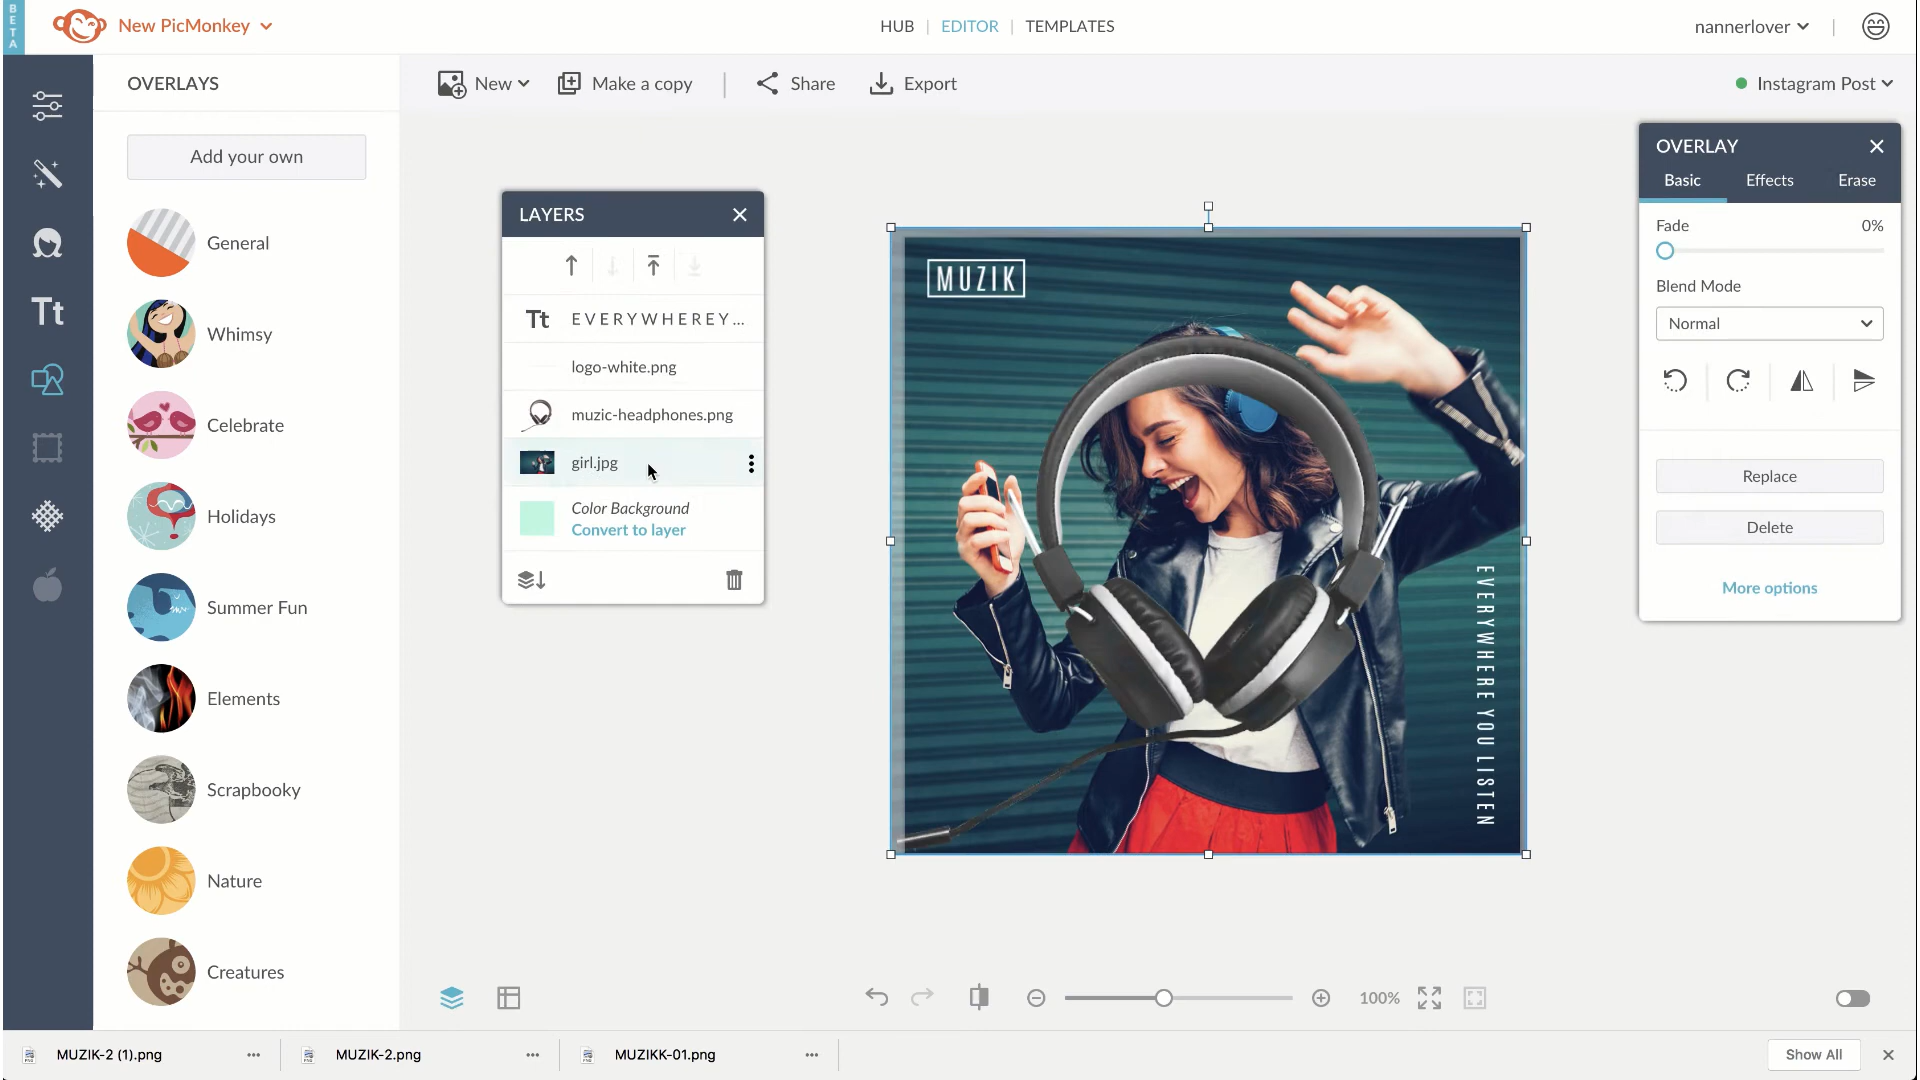 BETA
New PicMonkey
HUB | EDITOR | TEMPLATES
nannerlover
OVERLAYS
New
Make a copy
Share
Export
Instagram Post
Add your own
General
Whimsy
Celebrate
Holidays
Summer Fun
Elements
Scrapbooky
Nature
Creatures
Tt
LAYERS
Tt EVERYWHEREY...
logo-white.png
muzic-headphones.png
girl.jpg
Color Background
Convert to layer
MUZIK
EVERYWHERE YOU LISTEN
OVERLAY
Basic Effects Erase
Fade 0%
Blend Mode
Normal
Replace
Delete
More options
100%
MUZIK-2 (1).png
MUZIK-2.png
MUZIKK-01.png
Show All